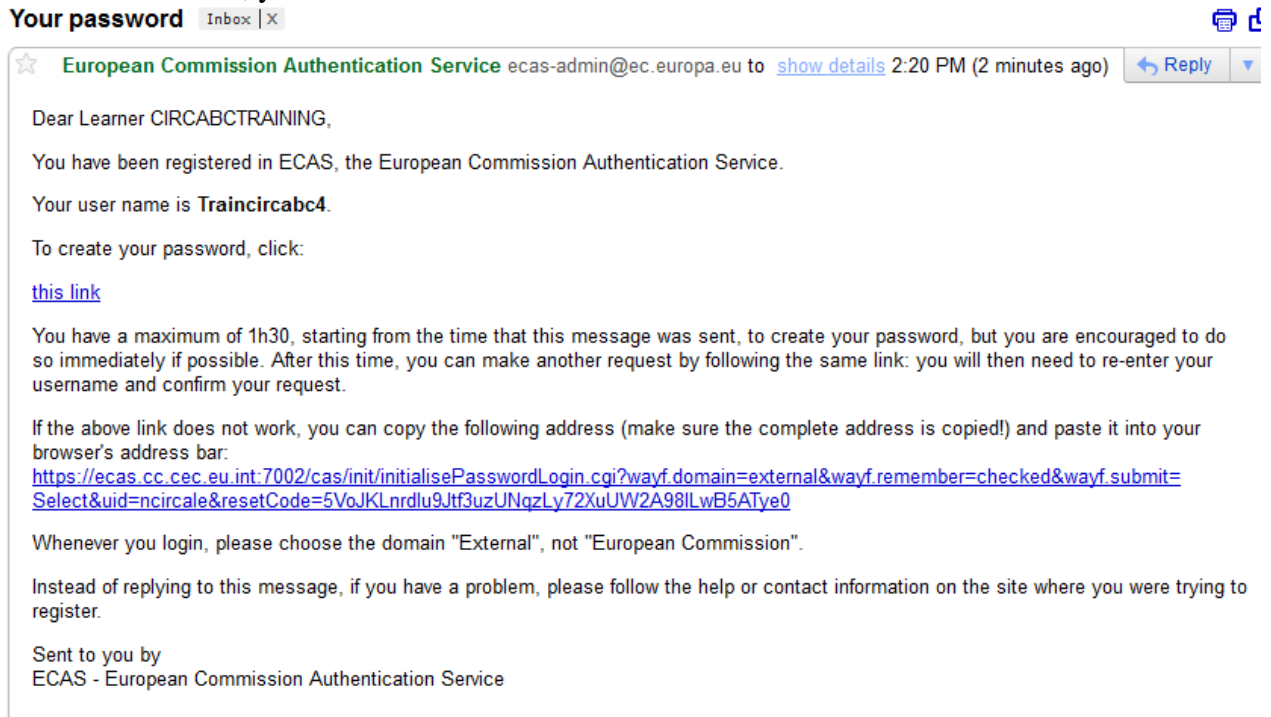 Your password Inbox | X
European Commission Authentication Service ecas-admin@ec.europa.eu to show details 2:20 PM (2 minutes ago) Reply
Dear Learner CIRCABCTRAINING,
You have been registered in ECAS, the European Commission Authentication Service.
Your user name is Traincircabc4.
To create your password, click:
this link
You have a maximum of 1h30, starting from the time that this message was sent, to create your password, but you are encouraged to do
so immediately if possible. After this time, you can make another request by following the same link: you will then need to re-enter your
username and confirm your request.
If the above link does not work, you can copy the following address (make sure the complete address is copied!) and paste it into your
browser's address bar:
https://ecas.cc.cec.eu.int:7002/cas/init/initialisePasswordLogin.cgi?wayf.domain=external&wayf.remember=checked&wayf.submit=
Select&uid=ncircale&resetCode=5VoJKLnrdlu9Jtf3uzUNqzLy72XuUW2A98ILwB5ATye0
Whenever you login, please choose the domain "External", not "European Commission".
Instead of replying to this message, if you have a problem, please follow the help or contact information on the site where you were trying to
register.
Sent to you by
ECAS - European Commission Authentication Service